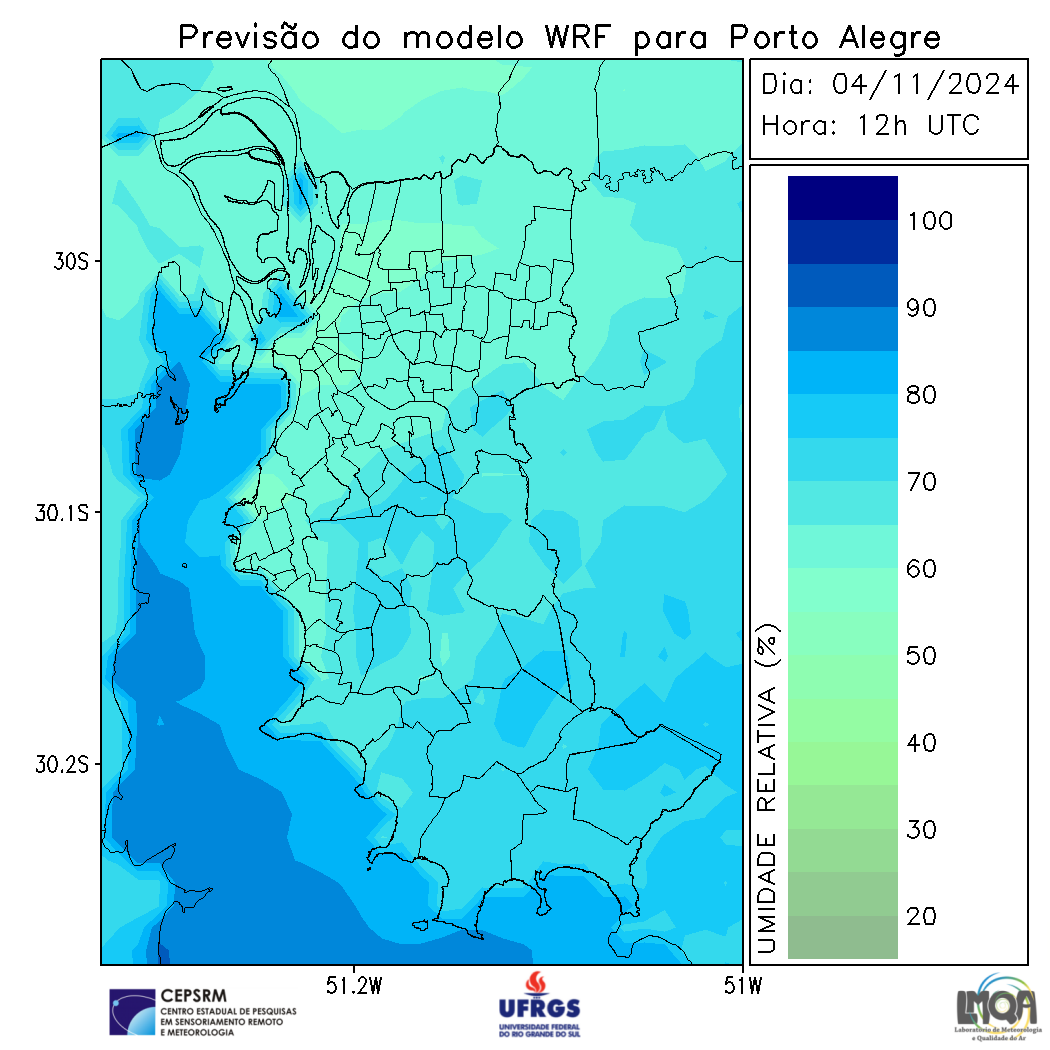 Previsão do modelo WRF para Porto Alegre
Dia: 04/11/2024
Hora: 12h UTC
30S
30.1S
30.2S
51.2W
51W
UMIDADE RELATIVA (%)
100
90
80
70
60
50
40
30
20
CEPSRM
CENTRO ESTADUAL DE PESQUISAS
EM SENSORIAMENTO REMOTO
E METEOROLOGIA
UFRGS
UNIVERSIDADE FEDERAL
DO RIO GRANDE DO SUL
LMQA
Laboratório de Meteorologia
e Qualidade do Ar